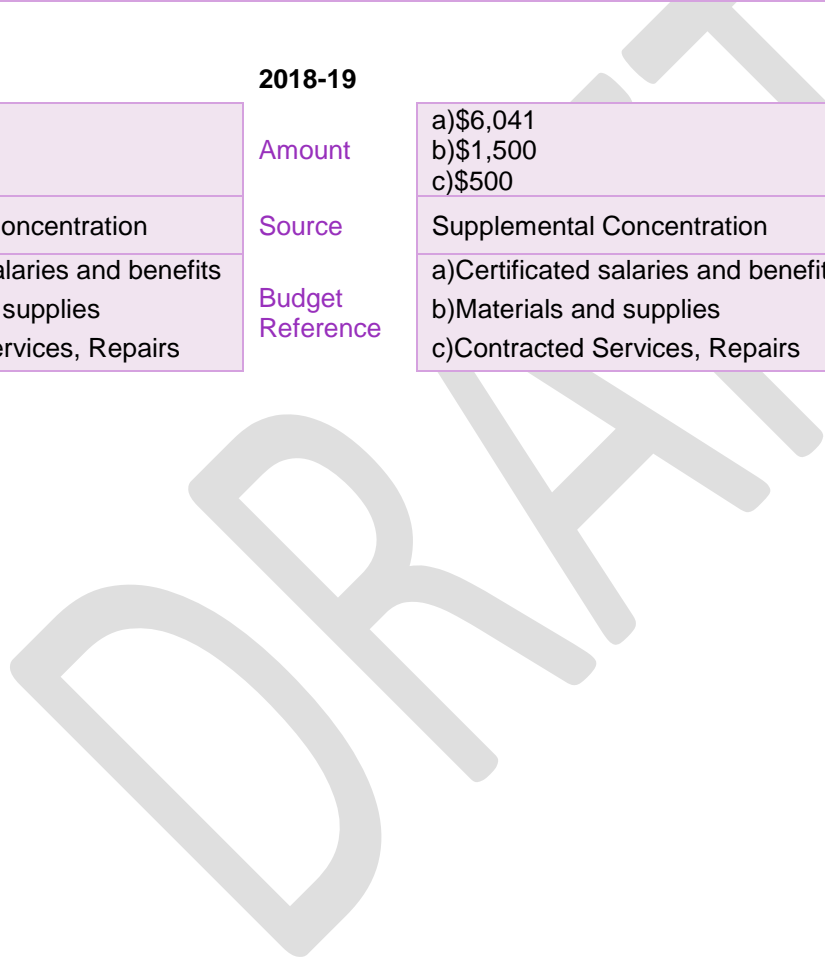 2018-19
oncentration
alaries and benefits
supplies
ervices, Repairs
Amount
a)$6,041
b)$1,500
c)$500
Source
Supplemental Concentration
Budget
Reference
a)Certificated salaries and benefit
b)Materials and supplies
c)Contracted Services, Repairs
DRAFT